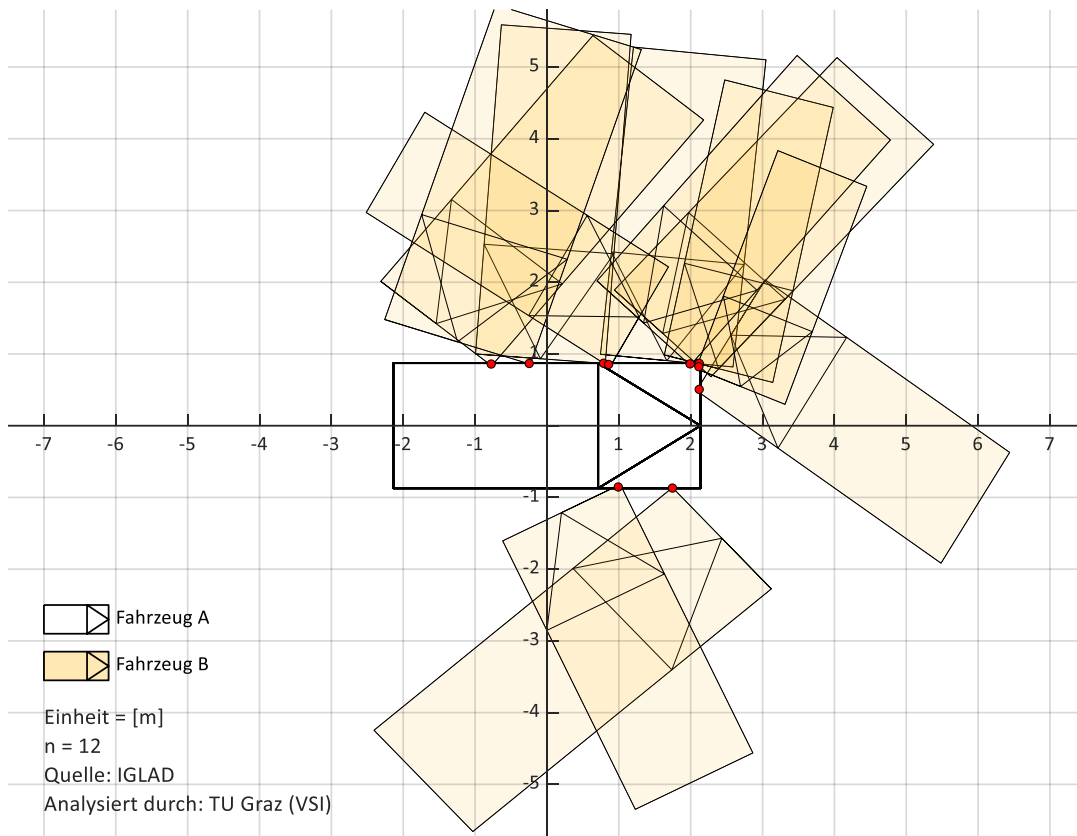 5
4
3
2
1
-7 -6 -5 -4 -3 -2 -1 1 2 3 4 5 6 7
-1
-2
-3
-4
-5
Fahrzeug A
Fahrzeug B
Einheit = [m]
n = 12
Quelle: IGLAD
Analysiert durch: TU Graz (VSI)